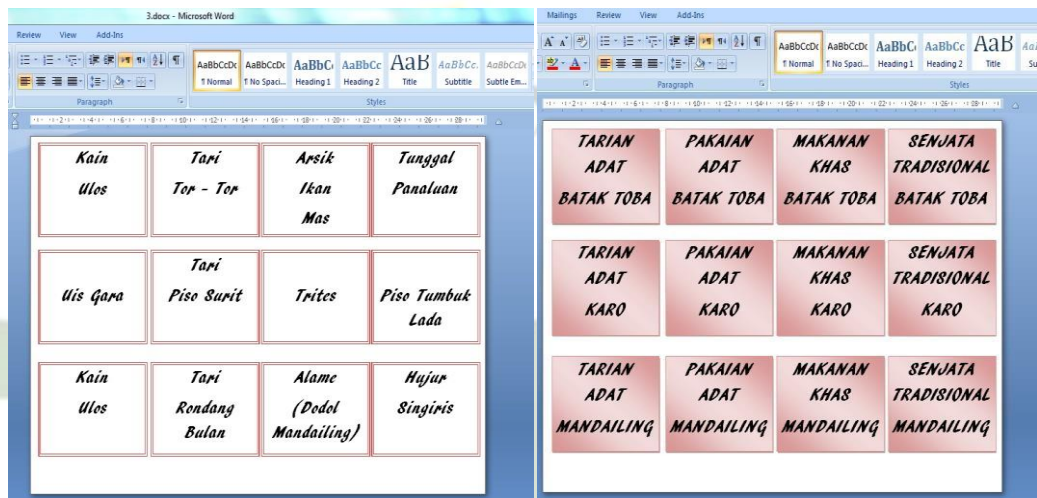 3.docx - Microsoft Word
Review View Add-Ins
AaBbCcDc AaBbCcDc AaBbC AaBbCc AaB AaBbCc. AaBbCcDc
¶ Normal ¶ No Spaci... Heading 1 Heading 2 Title Subtitle Subtle Em...
Paragraph Styles
Kain
Ulos
Tari
Tor - Tor
Arsik
Ikan
Mas
Tunggal
Panaluan
Uis Gara
Tari
Piso Surit
Trites
Piso Tumbuk
Lada
Kain
Ulos
Tari
Rondang
Bulan
Alame
(Dodol
Mandailing)
Hujur
Singiris
Mailings Review View Add-Ins
AaBbCcDc AaBbCcDc AaBbC AaBbCc AaB
¶ Normal ¶ No Spaci... Heading 1 Heading 2 Title
Paragraph Styles
TARIAN
ADAT
BATAK TOBA
PAKAIAN
ADAT
BATAK TOBA
MAKANAN
KHAS
BATAK TOBA
SENJATA
TRADISIONAL
BATAK TOBA
TARIAN
ADAT
KARO
PAKAIAN
ADAT
KARO
MAKANAN
KHAS
KARO
SENJATA
TRADISIONAL
KARO
TARIAN
ADAT
MANDAILING
PAKAIAN
ADAT
MANDAILING
MAKANAN
KHAS
MANDAILING
SENJATA
TRADISIONAL
MANDAILING